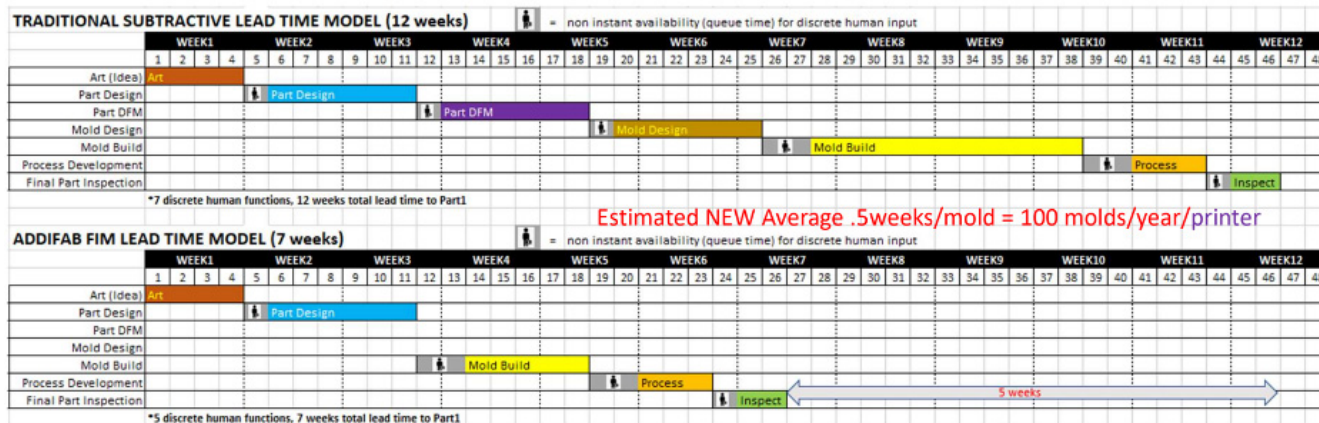 TRADITIONAL SUBTRACTIVE LEAD TIME MODEL (12 weeks) = non instant availability (queue time) for discrete human input
WEEK1 WEEK2 WEEK3 WEEK4 WEEK5 WEEK6 WEEK7 WEEK8 WEEK9 WEEK10 WEEK11 WEEK12
1 2 3 4 5 6 7 8 9 10 11 12 13 14 15 16 17 18 19 20 21 22 23 24 25 26 27 28 29 30 31 32 33 34 35 36 37 38 39 40 41 42 43 44 45 46 47
Art (Idea) Art
Part Design Part Design
Part DFM Part DFM
Mold Design Mold Design
Mold Build Mold Build
Process Development Process
Final Part Inspection Inspect
*7 discrete human functions, 12 weeks total lead time to Part1
Estimated NEW Average .5weeks/mold = 100 molds/year/printer
ADDIFAB FIM LEAD TIME MODEL (7 weeks) = non instant availability (queue time) for discrete human input
WEEK1 WEEK2 WEEK3 WEEK4 WEEK5 WEEK6 WEEK7 WEEK8 WEEK9 WEEK10 WEEK11 WEEK12
1 2 3 4 5 6 7 8 9 10 11 12 13 14 15 16 17 18 19 20 21 22 23 24 25 26 27 28 29 30 31 32 33 34 35 36 37 38 39 40 41 42 43 44 45 46 47
Art (Idea) Art
Part Design Part Design
Part DFM
Mold Design
Mold Build Mold Build
Process Development Process
Final Part Inspection Inspect 5 weeks
*5 discrete human functions, 7 weeks total lead time to Part1